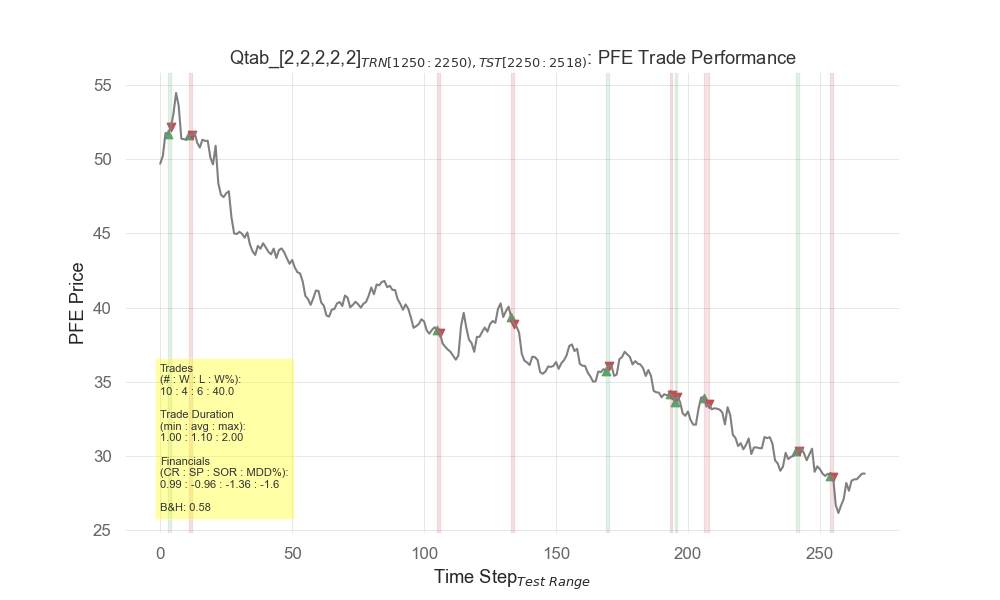 Qtab_[2,2,2,2,2]TRN[1250:2250),TST[2250:2518): PFE Trade Performance
55
50
45
40
35
30
25
PFE Price
Trades
(# : W : L : W%):
10 : 4 : 6 : 40.0
Trade Duration
(min : avg : max):
1.00 : 1.10 : 2.00
Financials
(CR : SP : SOR : MDD%):
0.99 : -0.96 : -1.36 : -1.6
B&H: 0.58
0 50 100 150 200 250
Time StepTest Range